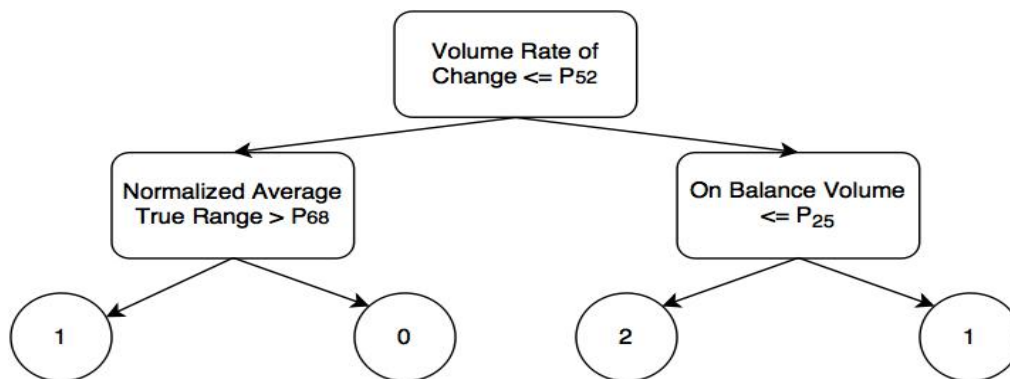 Volume Rate of
Change <= P52
Normalized Average
True Range > P68
On Balance Volume
<= P25
1
0
2
1